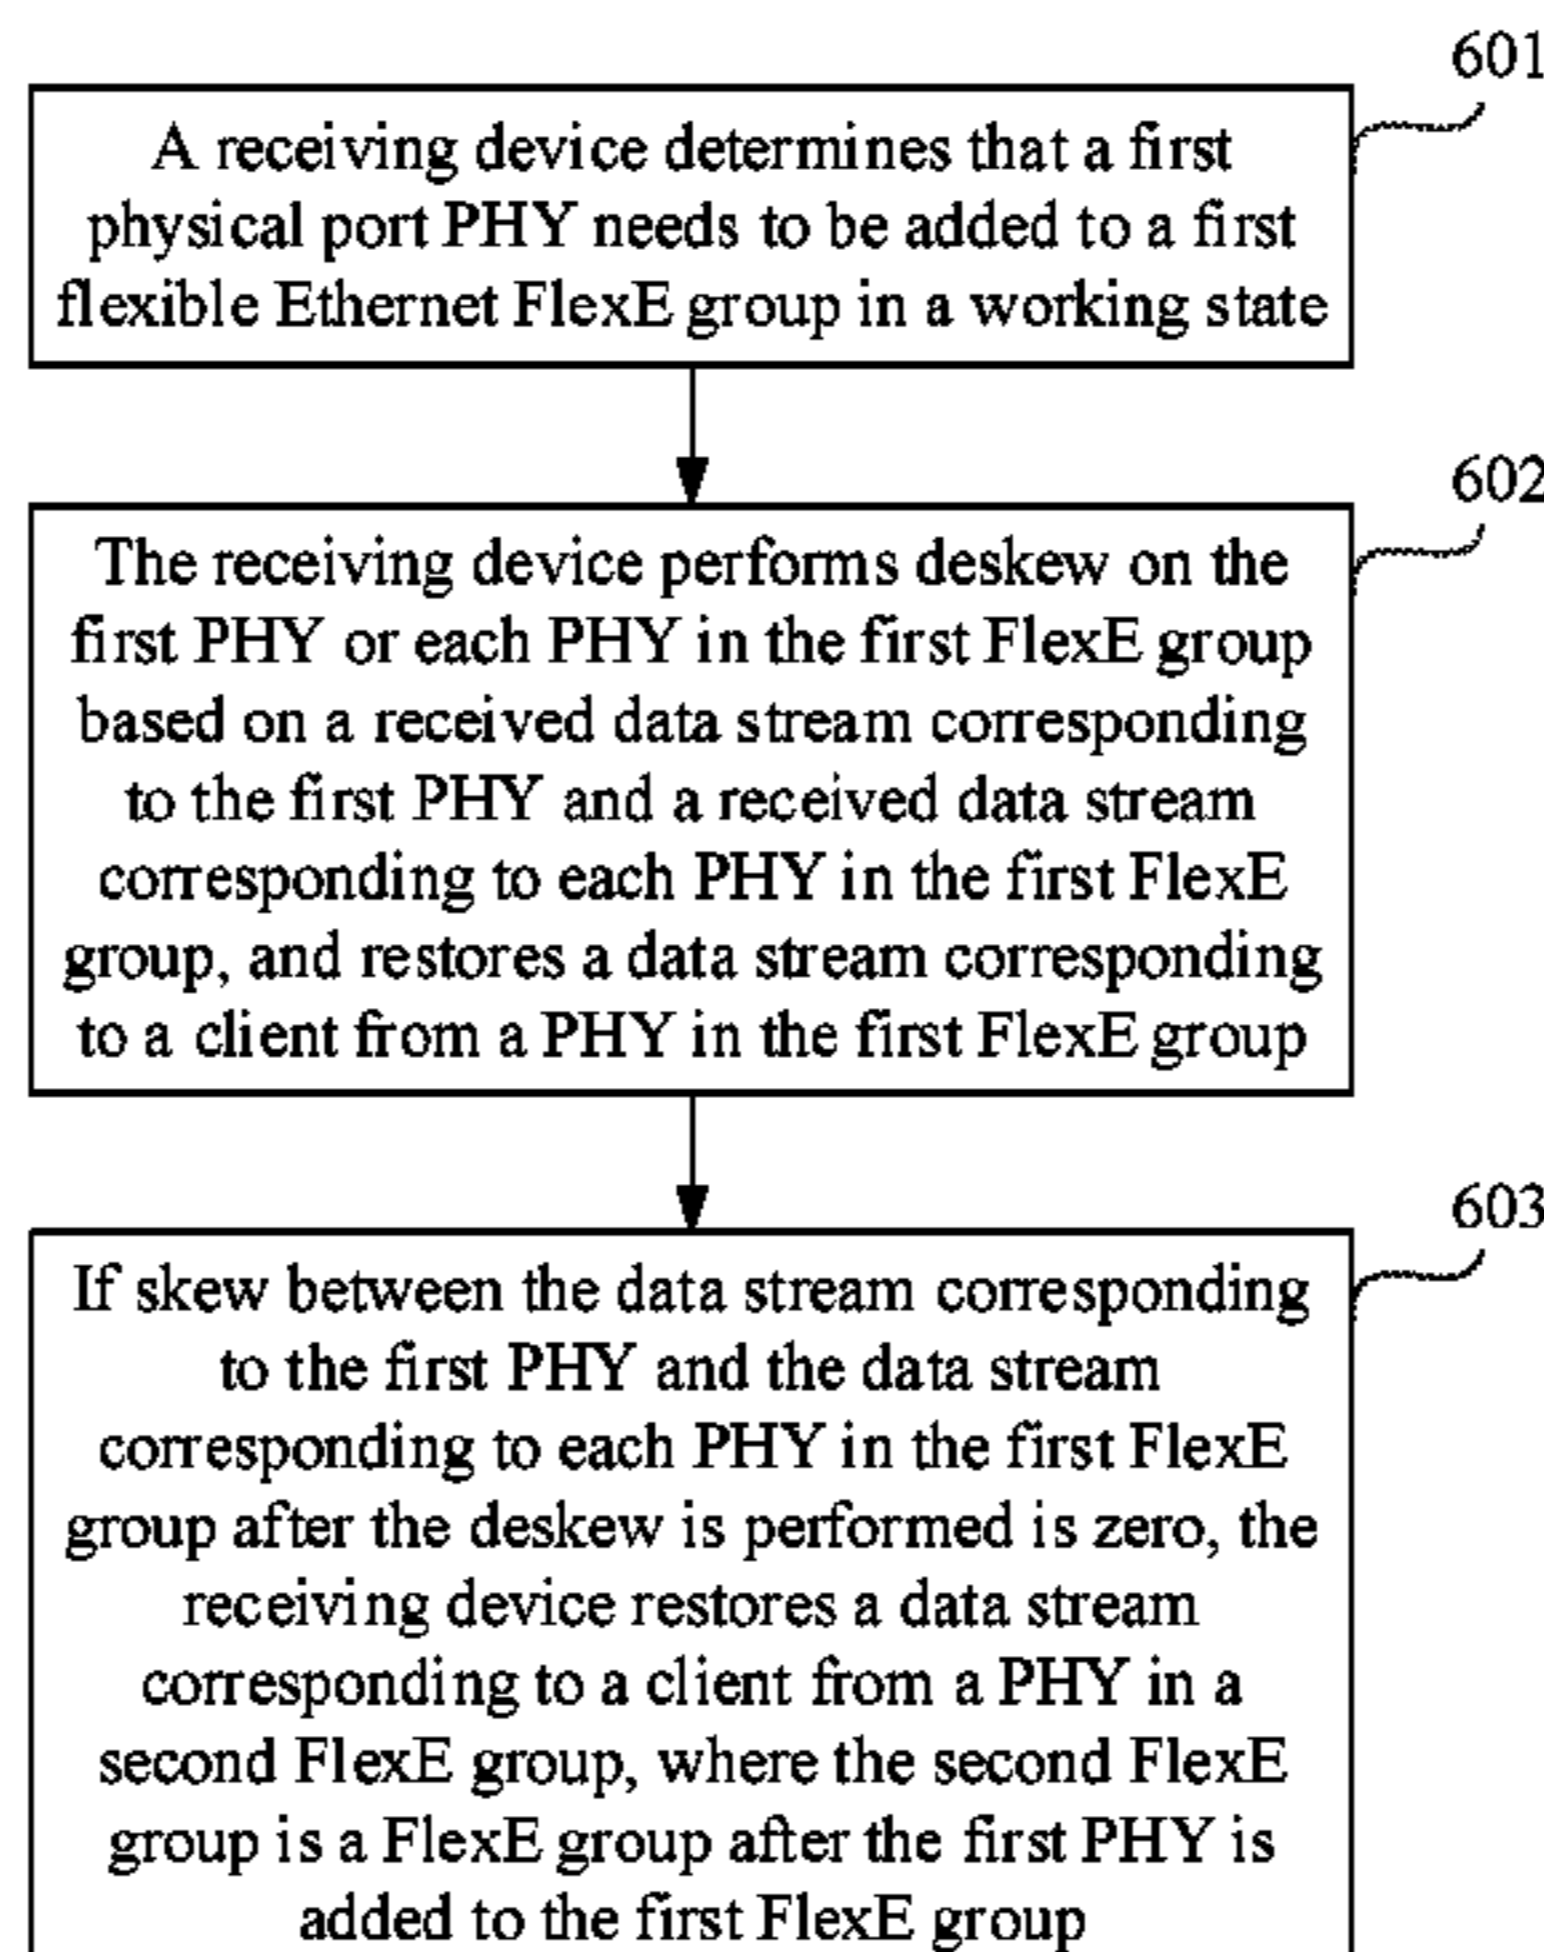 601
A receiving device determines that a first
physical port PHY needs to be added to a first
flexible Ethernet FlexE group in a working state
602
The receiving device performs deskew on the
first PHY or each PHY in the first FlexE group
based on a received data stream corresponding
to the first PHY and a received data stream
corresponding to each PHY in the first FlexE
group, and restores a data stream corresponding
to a client from a PHY in the first FlexE group
603
If skew between the data stream corresponding
to the first PHY and the data stream
corresponding to each PHY in the first FlexE
group after the deskew is performed is zero, the
receiving device restores a data stream
corresponding to a client from a PHY in a
second FlexE group, where the second FlexE
group is a FlexE group after the first PHY is
added to the first FlexE group